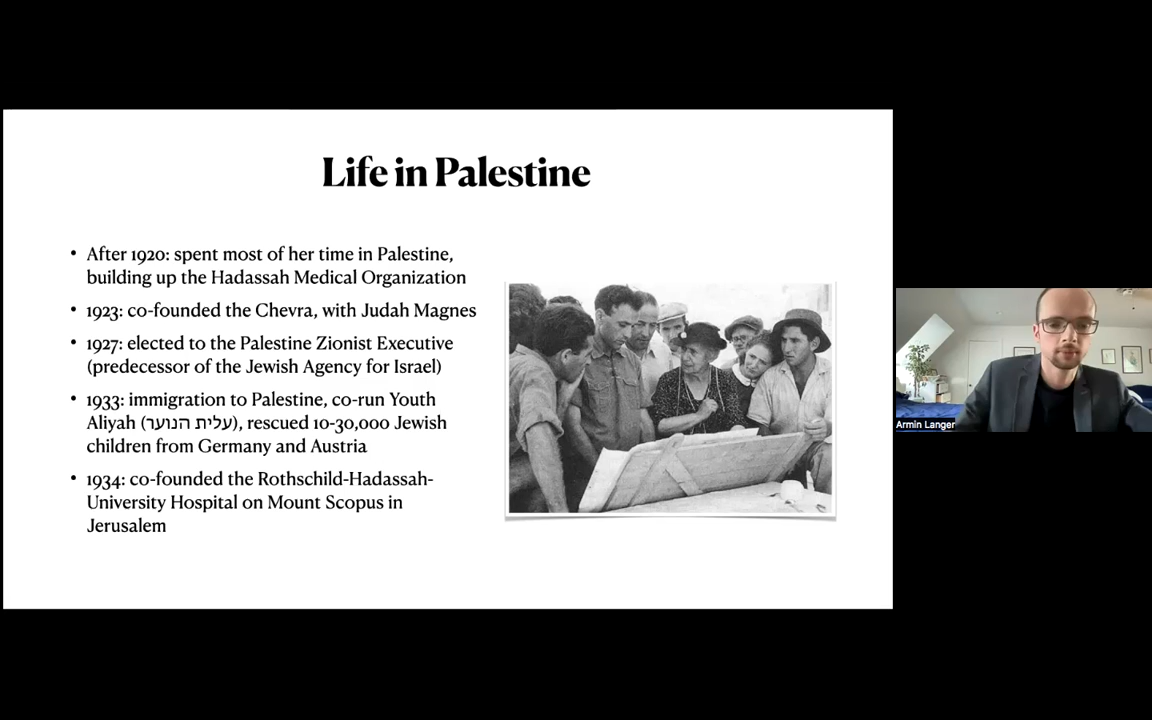 Life in Palestine
• After 1920: spent most of her time in Palestine,
building up the Hadassah Medical Organization
• 1923: co-founded the Chevra, with Judah Magnes
• 1927: elected to the Palestine Zionist Executive
(predecessor of the Jewish Agency for Israel)
• 1933: immigration to Palestine, co-run Youth
Aliyah (עלית הנוער), rescued 10-30,000 Jewish
children from Germany and Austria
• 1934: co-founded the Rothschild-Hadassah-
University Hospital on Mount Scopus in
Jerusalem
Armin Langer